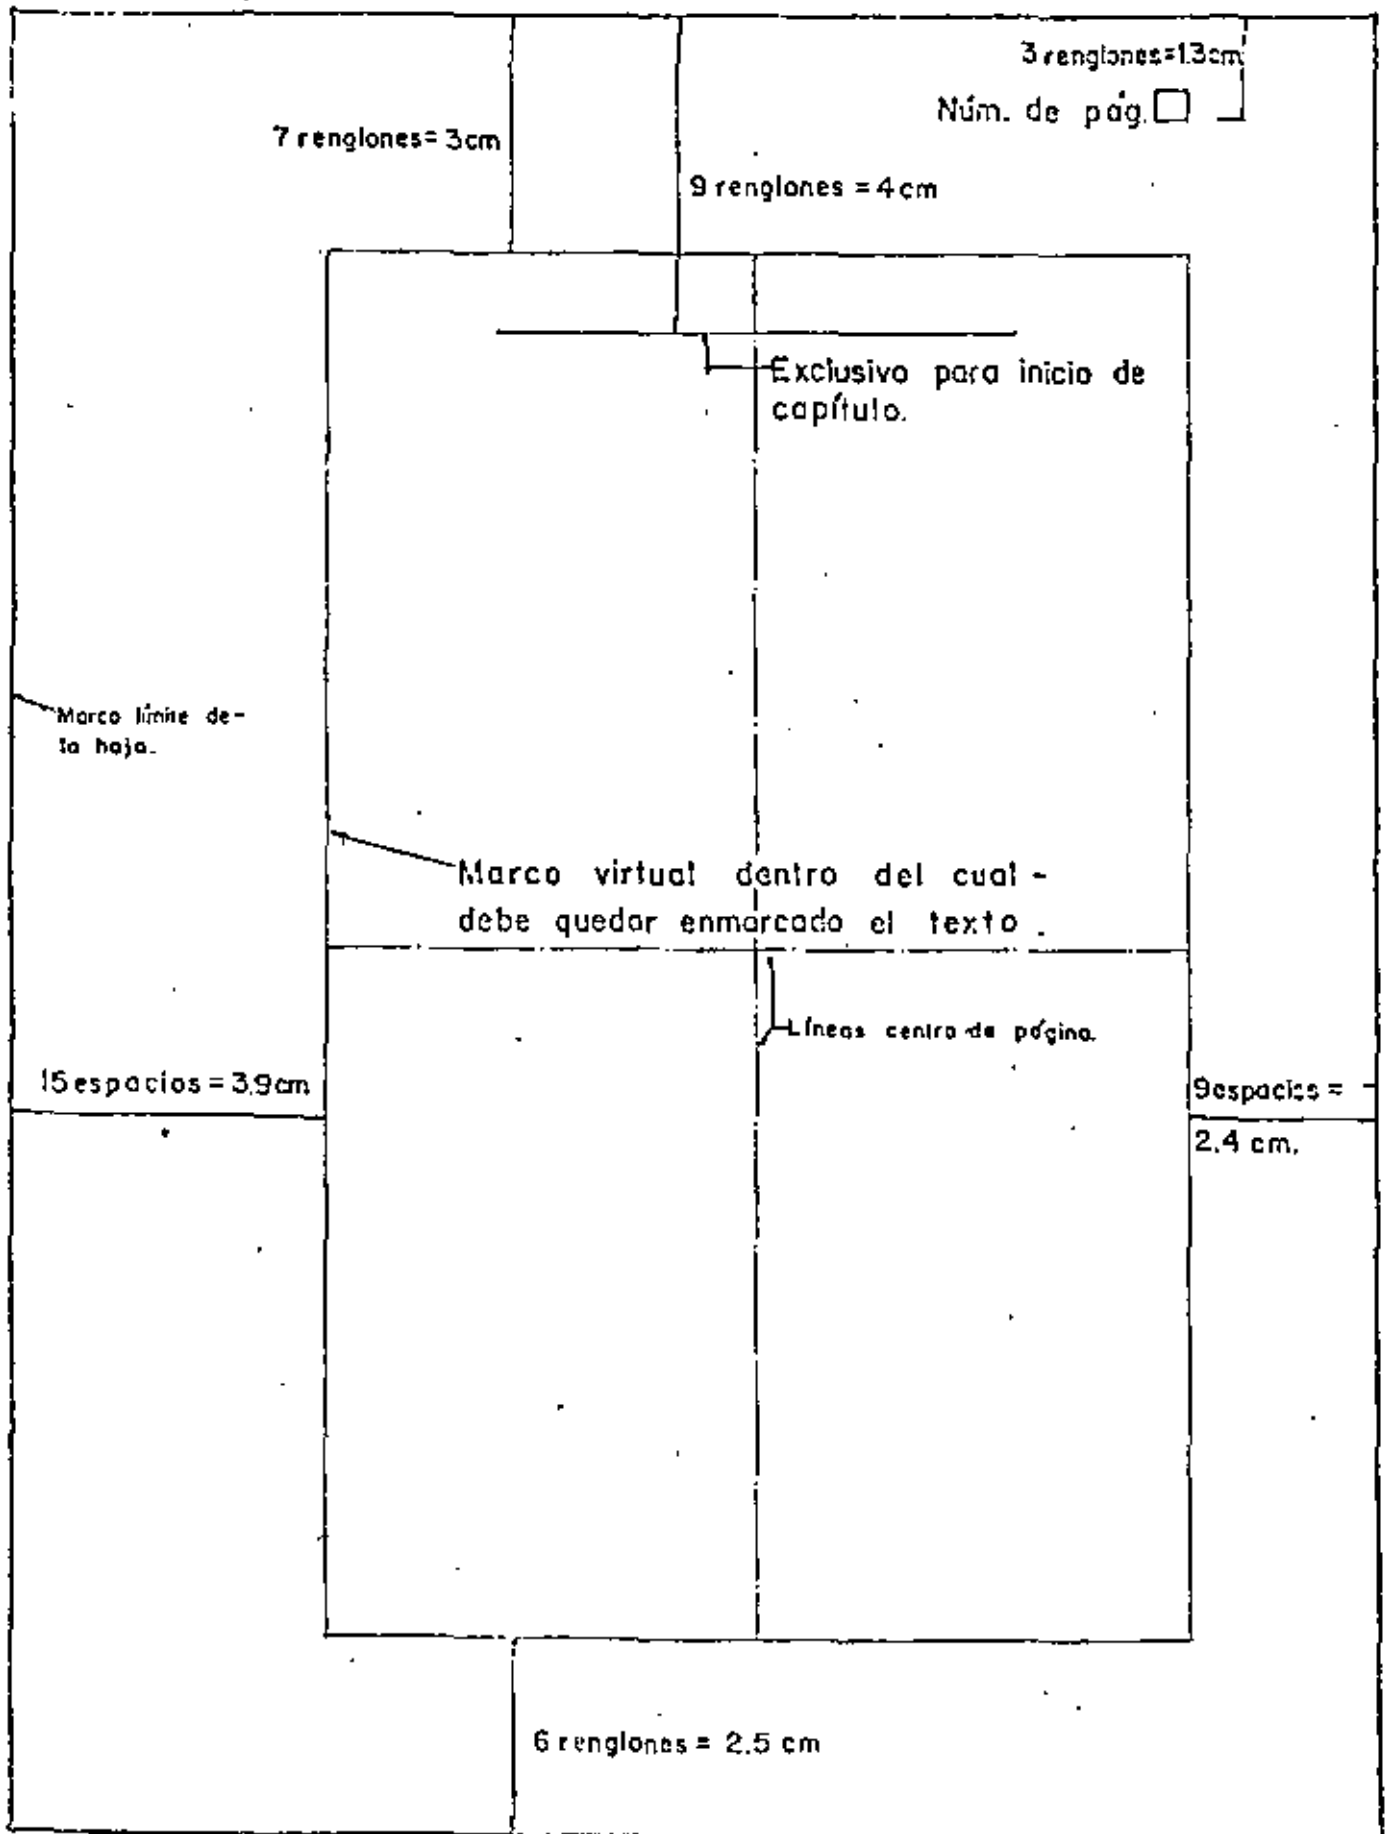 3 renglones=1.3cm
Núm. de pág.
7 renglones= 3cm
9 renglones = 4cm
Exclusivo para inicio de
capítulo.
Marco límite de-
la hoja.
Marco virtual dentro del cual -
debe quedar enmarcado el texto.
Líneas centro de página.
15 espacios = 3.9cm
9espacios =
2.4 cm.
6 renglones = 2.5 cm